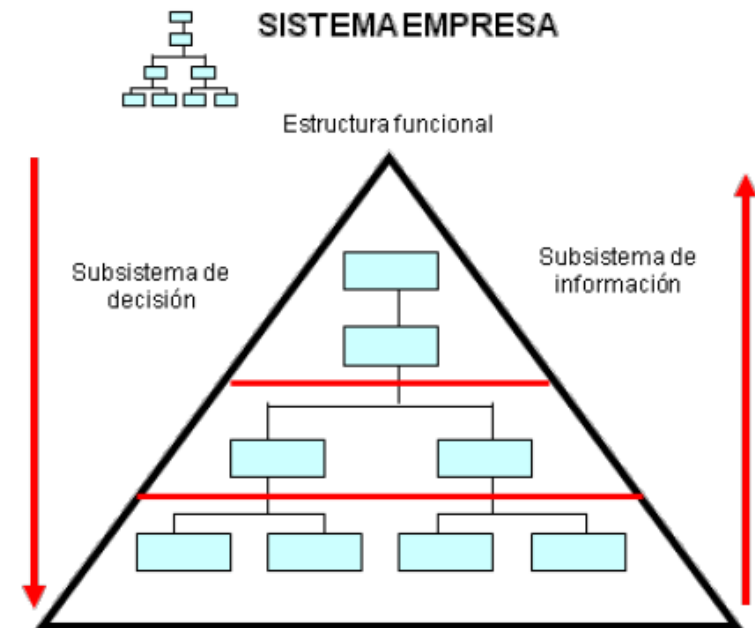 SISTEMA EMPRESA
Estructura funcional
Subsistema de
decisión
Subsistema de
información